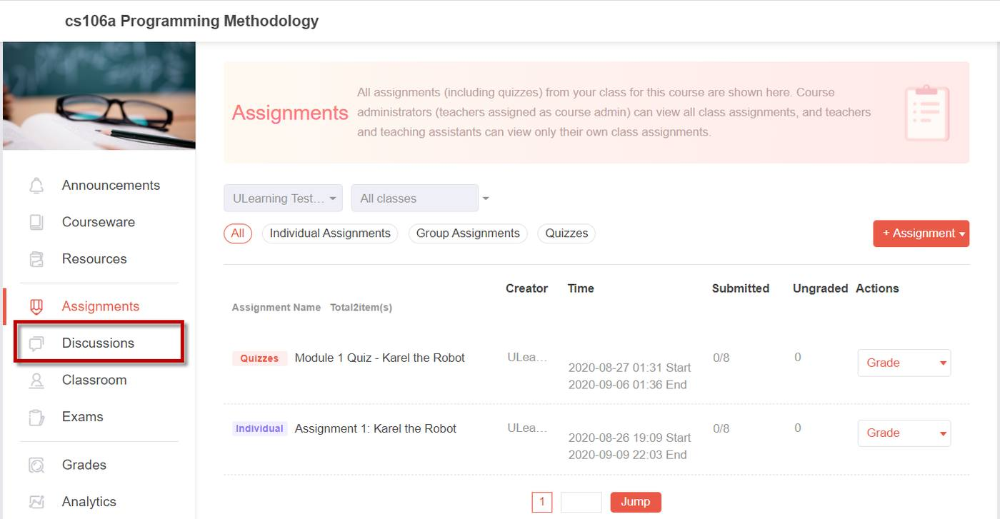 cs106a Programming Methodology
Announcements
Courseware
Resources
Assignments
Discussions
Classroom
Exams
Grades
Analytics
Assignments
All assignments (including quizzes) from your class for this course are shown here. Course
administrators (teachers assigned as course admin) can view all class assignments, and teachers
and teaching assistants can view only their own class assignments.
ULearning Test… All classes
All Individual Assignments Group Assignments Quizzes + Assignment
Creator Time Submitted Ungraded Actions
Assignment Name Total2item(s)
Quizzes Module 1 Quiz - Karel the Robot ULea… 0/8 0 Grade
2020-08-27 01:31 Start
2020-09-06 01:36 End
Individual Assignment 1: Karel the Robot ULea… 0/8 0 Grade
2020-08-26 19:09 Start
2020-09-09 22:03 End
1 Jump